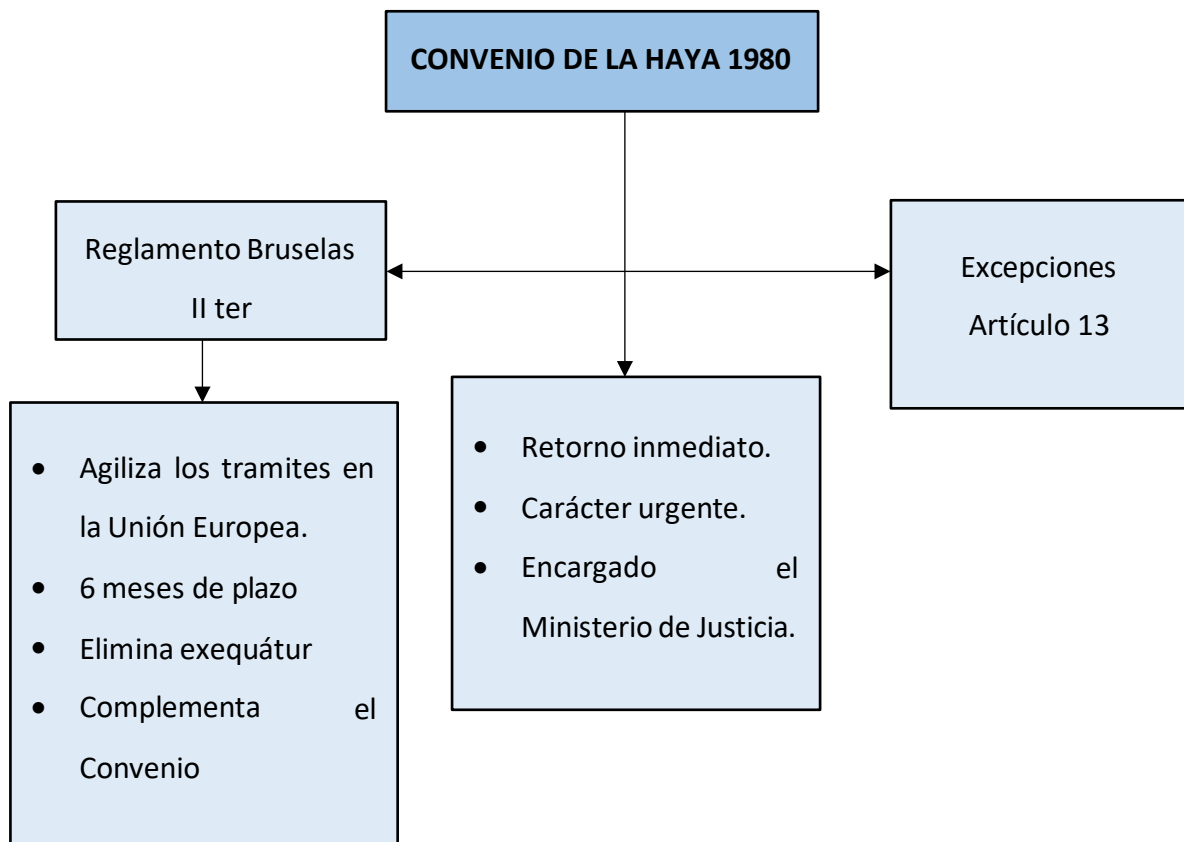 CONVENIO DE LA HAYA 1980
Reglamento Bruselas
II ter
Excepciones
Artículo 13
• Agiliza los tramites en
la Unión Europea.
• 6 meses de plazo
• Elimina exequátur
• Complementa el
Convenio
• Retorno inmediato.
• Carácter urgente.
• Encargado el
Ministerio de Justicia.